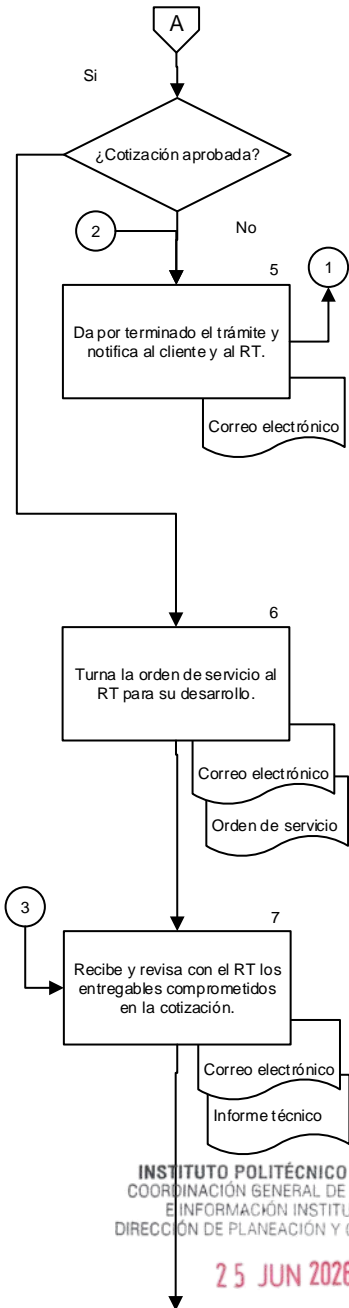 A
Si
¿Cotización aprobada?
2
No
5
1
Da por terminado el trámite y
notifica al cliente y al RT.
Correo electrónico
6
Turna la orden de servicio al
RT para su desarrollo.
Correo electrónico
Orden de servicio
3
7
Recibe y revisa con el RT los
entregables comprometidos
en la cotización.
Correo electrónico
Informe técnico
INSTITUTO POLITÉCNICO
COORDINACIÓN GENERAL DE
E INFORMACIÓN INSTITU
DIRECCIÓN DE PLANEACIÓN Y
25 JUN 2026